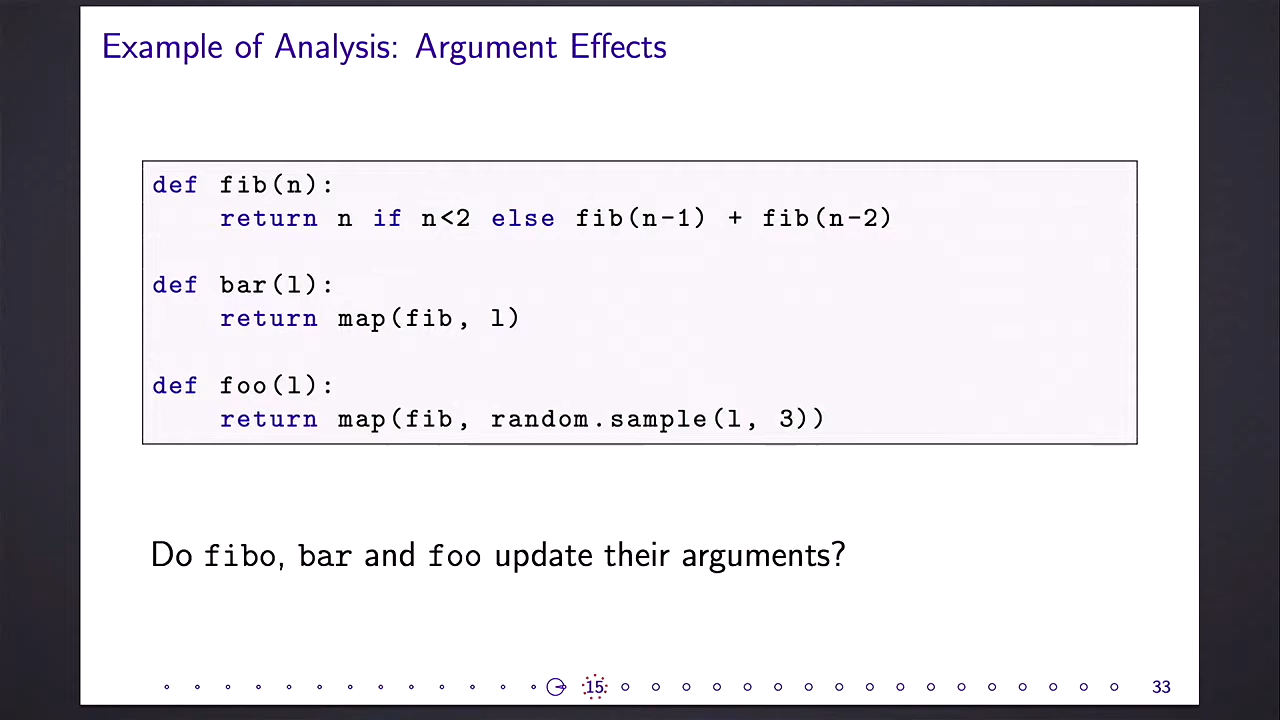 Example of Analysis: Argument Effects
def fib(n):
    return n if n<2 else fib(n-1) + fib(n-2)
def bar(l):
    return map(fib, l)
def foo(l):
    return map(fib, random.sample(l, 3))
Do fibo, bar and foo update their arguments?
15
33